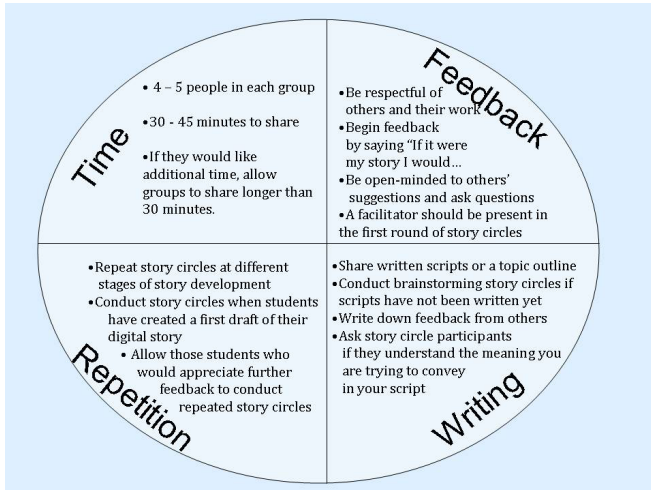 Time
• 4 – 5 people in each group
• 30 - 45 minutes to share
• If they would like
additional time, allow
groups to share longer than
30 minutes.
Feedback
• Be respectful of
others and their work
• Begin feedback
by saying “If it were
my story I would...
• Be open-minded to others’
suggestions and ask questions
• A facilitator should be present in
the first round of story circles
Repetition
• Repeat story circles at different
stages of story development
• Conduct story circles when students
have created a first draft of their
digital story
• Allow those students who
would appreciate further
feedback to conduct
repeated story circles
Writing
• Share written scripts or a topic outline
• Conduct brainstorming story circles if
scripts have not been written yet
• Write down feedback from others
• Ask story circle participants
if they understand the meaning you
are trying to convey
in your script